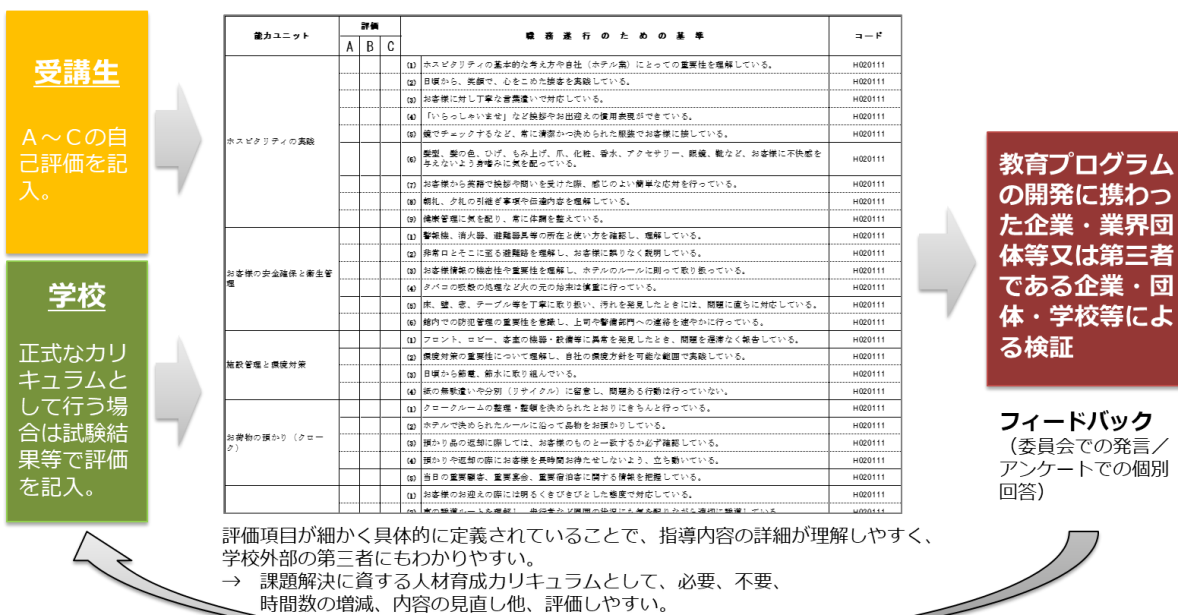 受講生
A～Cの自
己評価を記
入。
学校
正式なカリ
キュラムと
して行う場
合は試験結
果等で評価
を記入。
能力ユニット
評価
A B C
職務遂行のための基準
コード
ホスピタリティの実践
(1) ホスピタリティの基本的な考え方や自社（ホテル業）にとっての重要性を理解している。 H020111
(2) 日頃から、笑顔で、心をこめた接客を実践している。 H020111
(3) お客様に対し丁寧な言葉遣いで対応している。 H020111
(4) 「いらっしゃいませ」など挨拶やお出迎えの慣用表現ができている。 H020111
(5) 鏡でチェックするなど、常に清潔かつ決められた服装でお客様に接している。 H020111
(6) 髪型、髪の色、ひげ、もみ上げ、爪、化粧、香水、アクセサリー、眼鏡、靴など、お客様に不快感を
与えないよう身嗜みに気を配っている。 H020111
(7) お客様から英語で挨拶や問いを受けた際、感じのよい簡単な応対を行っている。 H020111
(8) 朝礼、夕礼の引継ぎ事項や伝達内容を理解している。 H020111
(9) 健康管理に気を配り、常に体調を整えている。 H020111
お客様の安全確保と衛生管
理
(1) 警報機、消火器、避難器具等の所在と使い方を確認し、理解している。 H020111
(2) 非常口とそこに至る避難路を理解し、お客様に誤りなく説明している。 H020111
(3) お客様情報の機密性や重要性を理解し、ホテルのルールに則って取り扱っている。 H020111
(4) タバコの吸殻の処理など火の元の始末は慎重に行っている。 H020111
(5) 床、壁、窓、テーブル等を丁寧に取り扱い、汚れを発見したときには、問題に直ちに対応している。 H020111
(6) 館内での防犯管理の重要性を意識し、上司や警備部門への連絡を速やかに行っている。 H020111
施設管理と環境対策
(1) フロント、ロビー、客室の機器・設備等に異常を発見したとき、問題を遅滞なく報告している。 H020111
(2) 環境対策の重要性について理解し、自社の環境方針を可能な範囲で実践している。 H020111
(3) 日頃から節電、節水に取り組んでいる。 H020111
(4) 紙の無駄遣いや分別（リサイクル）に留意し、問題ある行動は行っていない。 H020111
お荷物の預かり（クロー
ク）
(1) クロークルームの整理・整頓を決められたとおりにきちんと行っている。 H020111
(2) ホテルで決められたルールに沿って品物をお預かりしている。 H020111
(3) 預かり品の返却に際しては、お客様のものと一致するか必ず確認している。 H020111
(4) 預かりや返却の際にお客様を長時間お待たせしないよう、立ち働いている。 H020111
(5) 当日の重要顧客、重要宴会、重要宿泊客に関する情報を把握している。 H020111
(1) お客様のお迎えの際には明るくきびきびとした態度で対応している。 H020111
教育プログラム
の開発に携わっ
た企業・業界団
体等又は第三者
である企業・団
体・学校等によ
る検証
フィードバック
（委員会での発言／
アンケートでの個別
回答）
評価項目が細かく具体的に定義されていることで、指導内容の詳細が理解しやすく、
学校外部の第三者にもわかりやすい。
→ 課題解決に資する人材育成カリキュラムとして、必要、不要、
時間数の増減、内容の見直し他、評価しやすい。